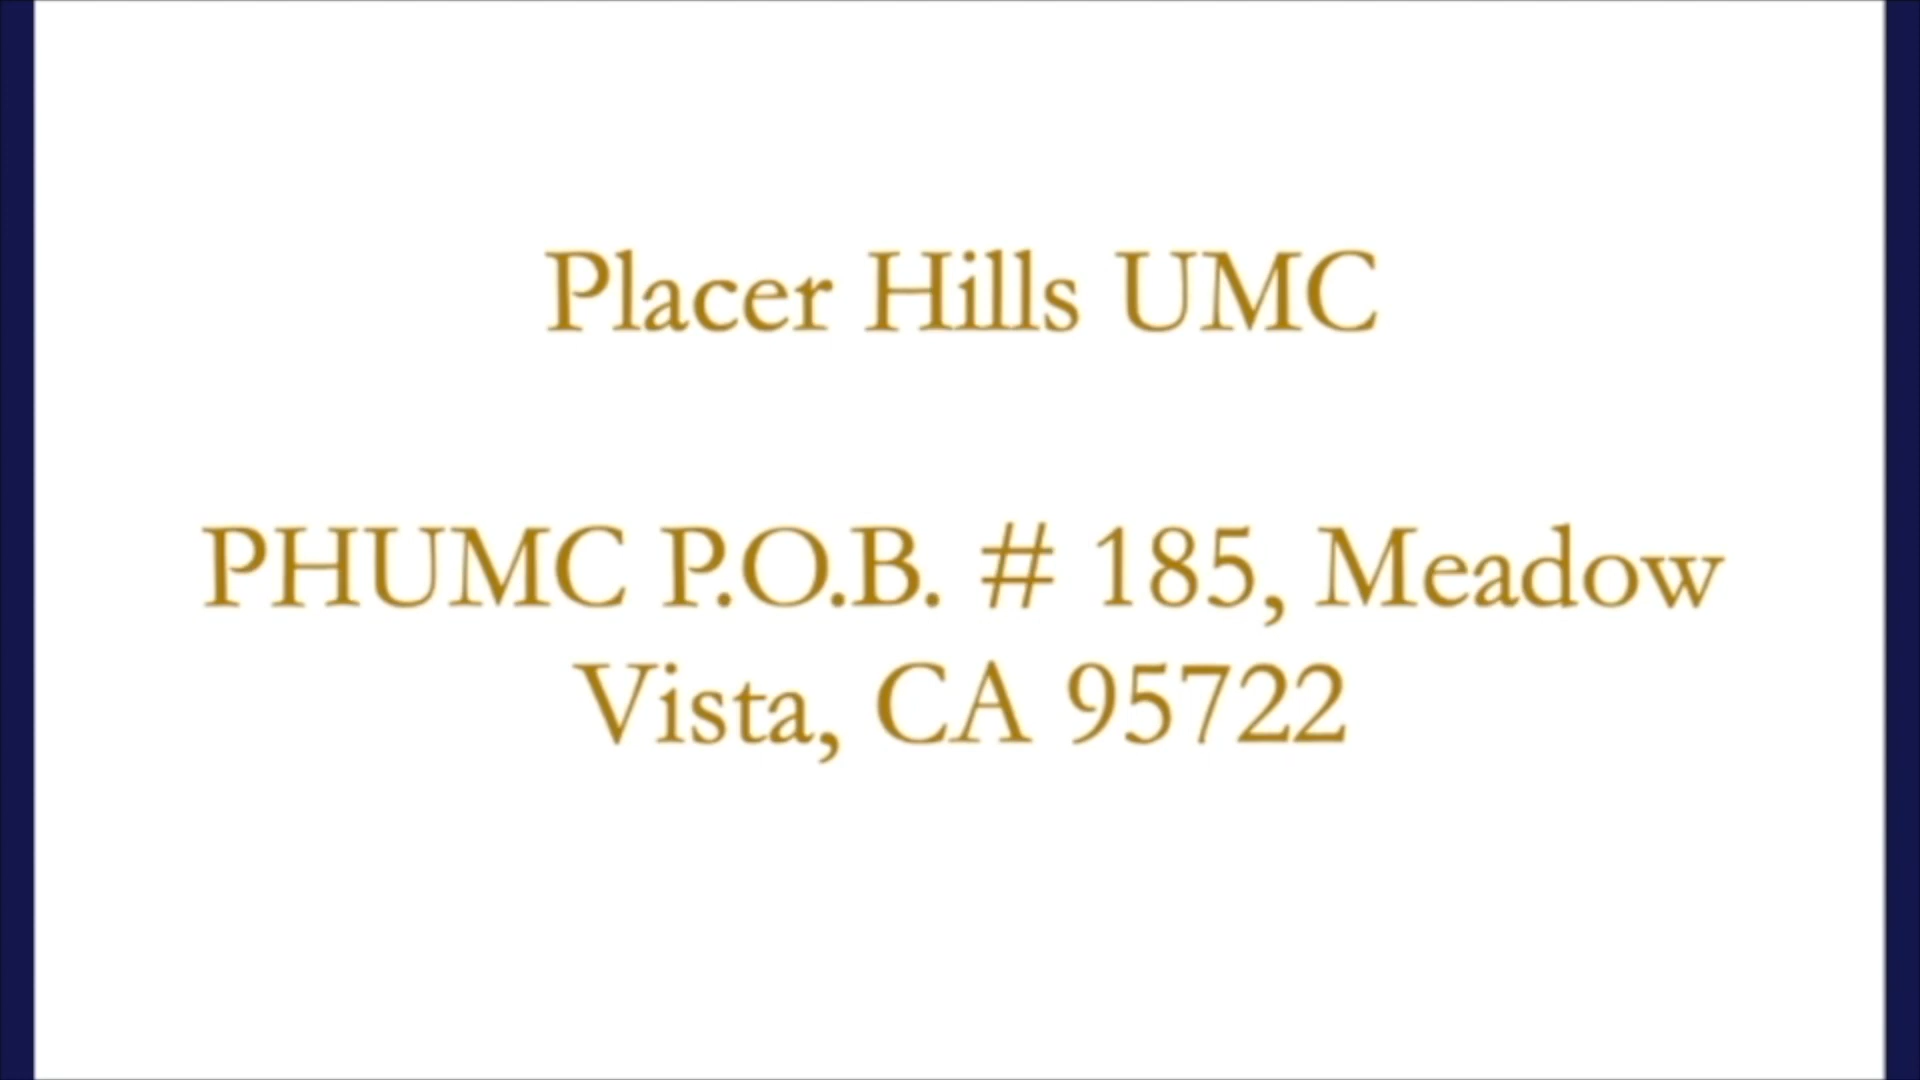 Placer Hills UMC
PHUMC P.O.B. # 185, Meadow
Vista, CA 95722